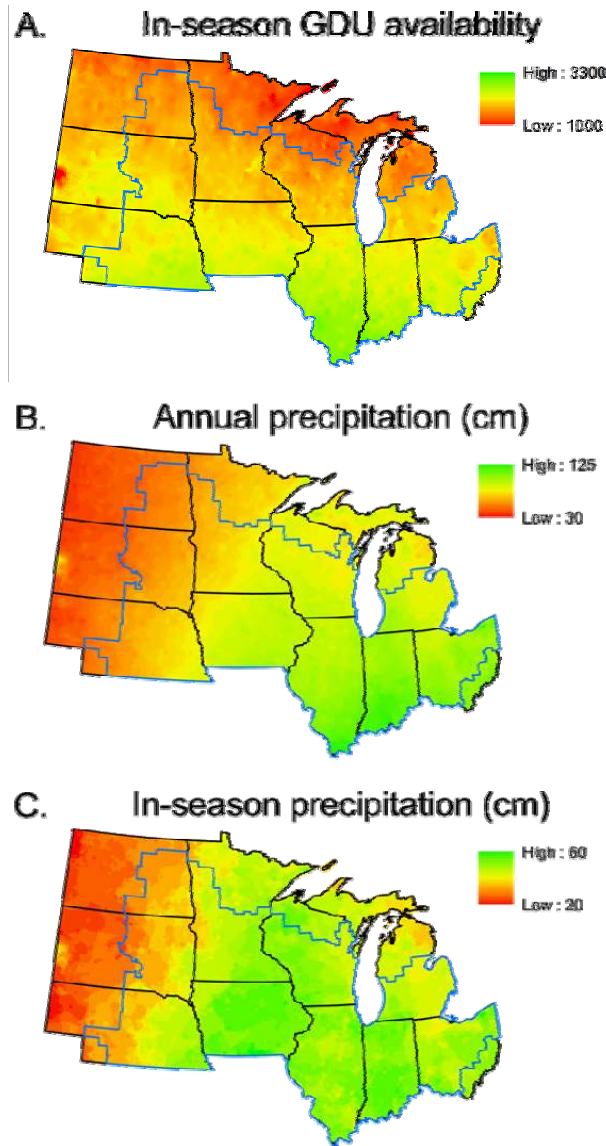 A. In-season GDU availability
High : 3300
Low : 1000
B. Annual precipitation (cm)
High : 125
Low : 30
C. In-season precipitation (cm)
High : 60
Low : 20